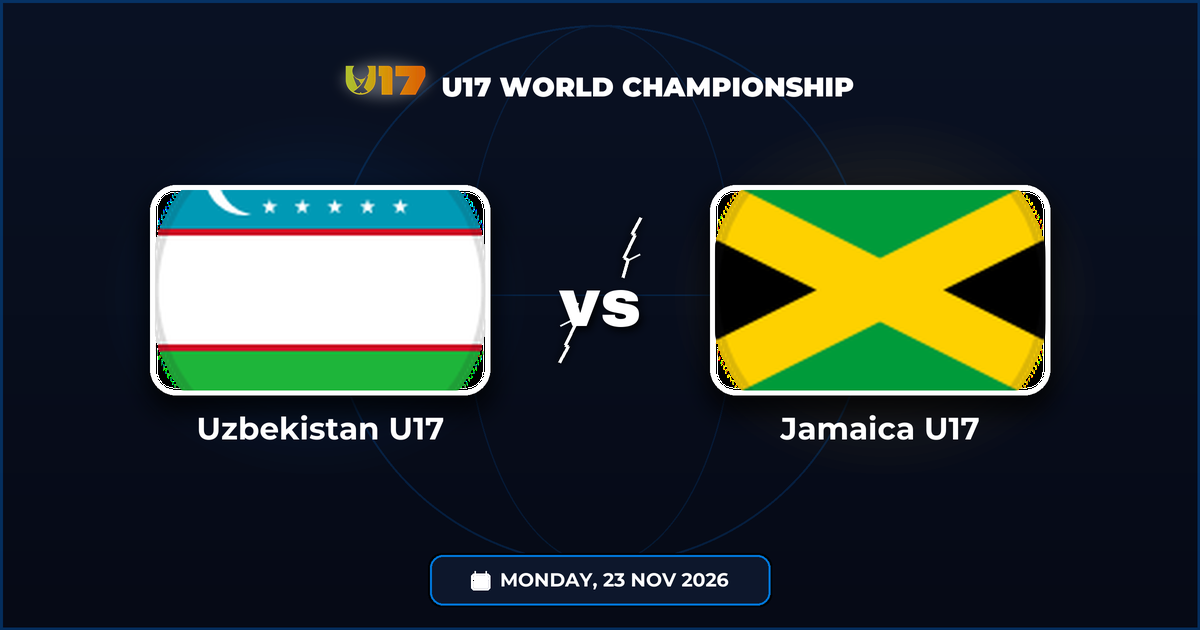 U17 U17 WORLD CHAMPIONSHIP
VS
Uzbekistan U17
Jamaica U17
MONDAY, 23 NOV 2026